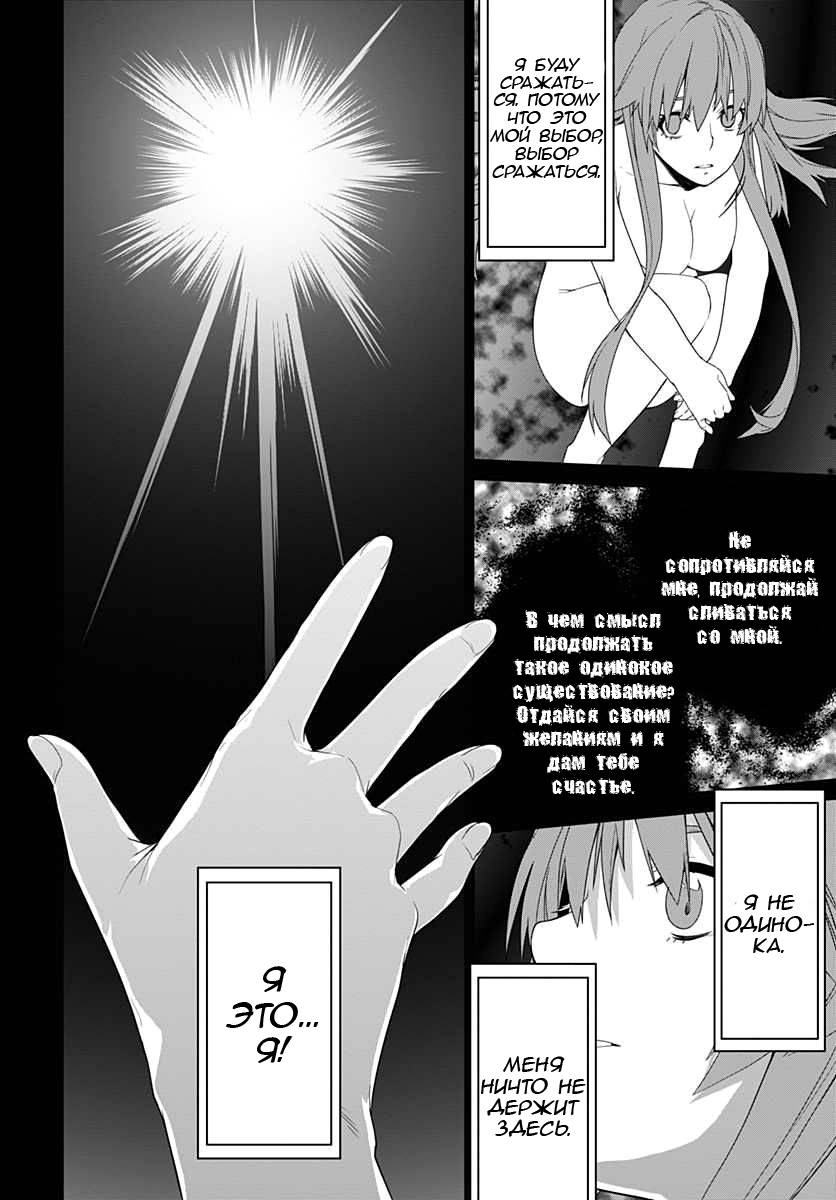 Я БУДУ
СРАЖАТЬ-
СЯ. ПОТОМУ
ЧТО ЭТО
МОЙ ВЫБОР,
ВЫБОР
СРАЖАТЬСЯ.
Не
сопротивляйся
мне, продолжай
сливаться
со мной.
В чем смысл
продолжать
такое одинокое
существование?
Отдайся своим
желаниям и я
дам тебе
счастье.
Я НЕ
ОДИНО-
КА.
МЕНЯ
НИЧТО НЕ
ДЕРЖИТ
ЗДЕСЬ.
Я
ЭТО...
Я!